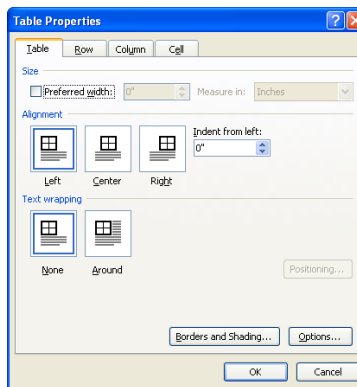 Table Properties
Table Row Column Cell
Size
Preferred width: 0" Measure in: Inches
Alignment
Indent from left:
0"
Left Center Right
Text wrapping
None Around
Positioning...
Borders and Shading... Options...
OK Cancel